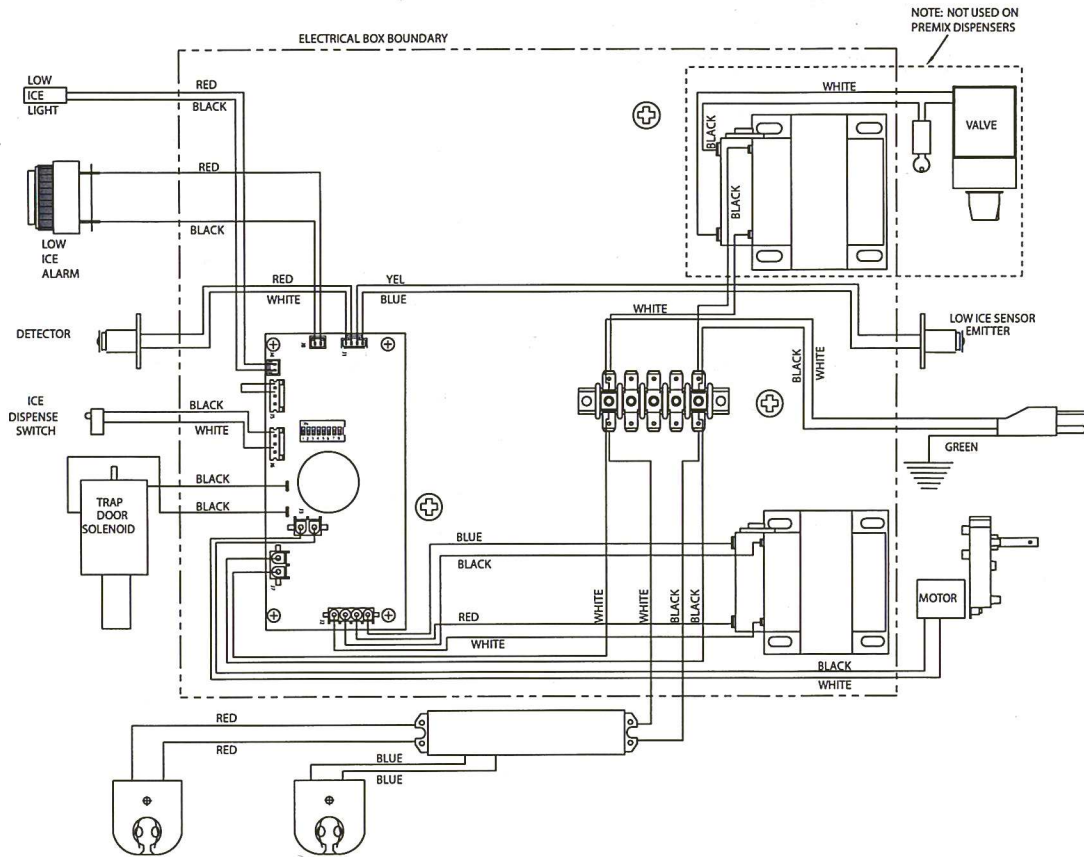 NOTE: NOT USED ON
PREMIX DISPENSERS
ELECTRICAL BOX BOUNDARY
LOW
ICE
LIGHT
RED
BLACK
WHITE
VALVE
BLACK
BLACK
RED
BLACK
LOW
ICE
ALARM
RED
WHITE
YEL
BLUE
WHITE
DETECTOR
LOW ICE SENSOR
EMITTER
BLACK
WHITE
ICE
DISPENSE
SWITCH
BLACK
WHITE
GREEN
BLACK
BLACK
TRAP
DOOR
SOLENOID
BLUE
BLACK
RED
WHITE
WHITE
WHITE
BLACK
BLACK
MOTOR
BLACK
WHITE
RED
RED
BLUE
BLUE